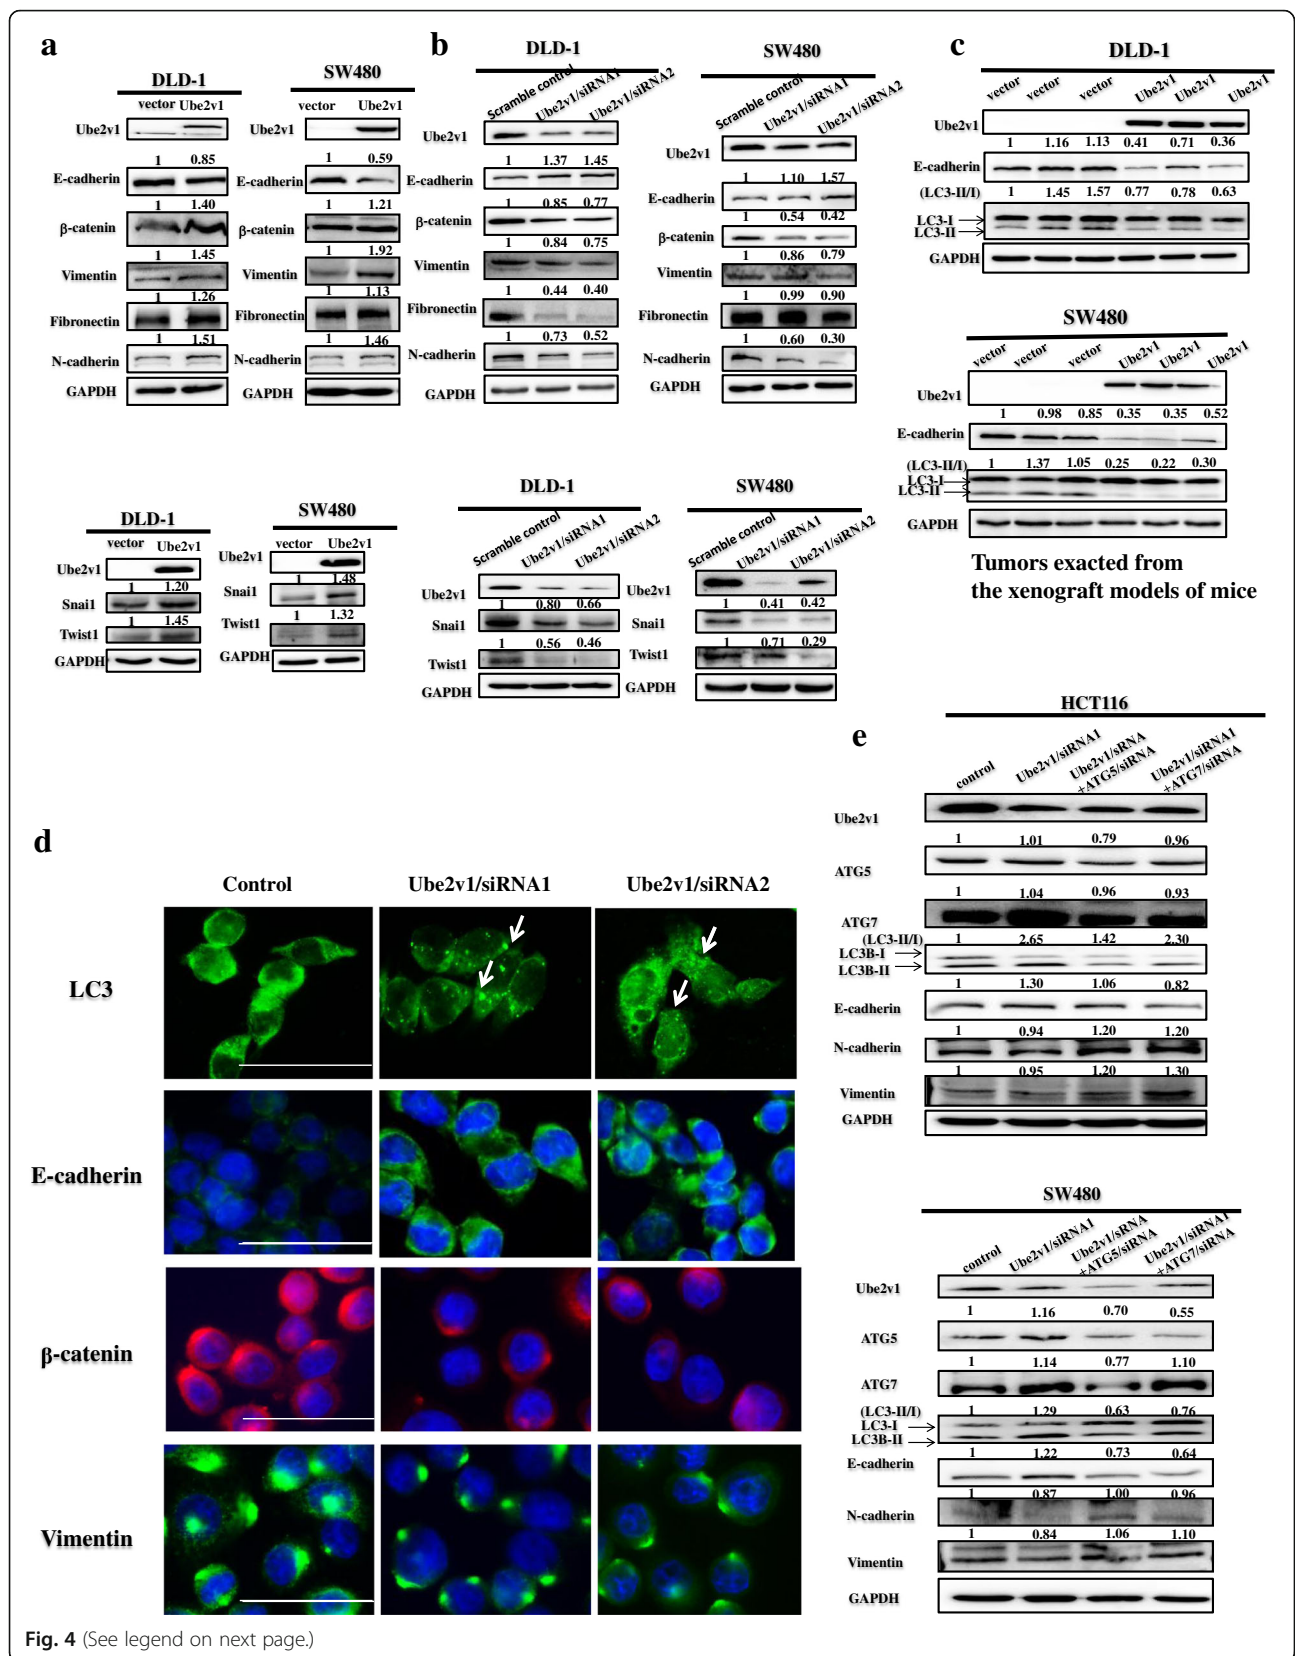 a
DLD-1
vector Ube2v1
Ube2v1
1 0.85
E-cadherin
1 1.40
β-catenin
1 1.45
Vimentin
1 1.26
Fibronectin
1 1.51
N-cadherin
GAPDH
SW480
vector Ube2v1
Ube2v1
1 0.59
E-cadherin
1 1.21
β-catenin
1 1.92
Vimentin
1 1.13
Fibronectin
1 1.46
N-cadherin
GAPDH
DLD-1
vector Ube2v1
Ube2v1
1 1.20
Snai1
1 1.45
Twist1
GAPDH
SW480
vector Ube2v1
Ube2v1
1 1.48
Snai1
1 1.32
Twist1
GAPDH
b
DLD-1
Scramble control Ube2v1/siRNA1 Ube2v1/siRNA2
Ube2v1
1 1.37 1.45
E-cadherin
1 0.85 0.77
β-catenin
1 0.84 0.75
Vimentin
1 0.44 0.40
Fibronectin
1 0.73 0.52
N-cadherin
GAPDH
SW480
Scramble control Ube2v1/siRNA1 Ube2v1/siRNA2
Ube2v1
1 1.10 1.57
E-cadherin
1 0.54 0.42
β-catenin
1 0.86 0.79
Vimentin
1 0.99 0.90
Fibronectin
1 0.60 0.30
N-cadherin
GAPDH
DLD-1
Scramble control Ube2v1/siRNA1 Ube2v1/siRNA2
Ube2v1
1 0.80 0.66
Snai1
1 0.56 0.46
Twist1
GAPDH
SW480
Scramble control Ube2v1/siRNA1 Ube2v1/siRNA2
Ube2v1
1 0.41 0.42
Snai1
1 0.71 0.29
Twist1
GAPDH
c
DLD-1
vector vector vector Ube2v1 Ube2v1 Ube2v1
Ube2v1
1 1.16 1.13 0.41 0.71 0.36
E-cadherin
(LC3-II/I) 1 1.45 1.57 0.77 0.78 0.63
LC3-I
LC3-II
GAPDH
SW480
vector vector vector Ube2v1 Ube2v1 Ube2v1
Ube2v1
1 0.98 0.85 0.35 0.35 0.52
E-cadherin
(LC3-II/I) 1 1.37 1.05 0.25 0.22 0.30
LC3-I
LC3-II
GAPDH
Tumors exacted from
the xenograft models of mice
d
Control Ube2v1/siRNA1 Ube2v1/siRNA2
LC3
E-cadherin
β-catenin
Vimentin
e
HCT116
control Ube2v1/siRNA1 Ube2v1/sRNA +ATG5/siRNA Ube2v1/siRNA1 +ATG7/siRNA
Ube2v1
1 1.01 0.79 0.96
ATG5
1 1.04 0.96 0.93
ATG7
(LC3-II/I) 1 2.65 1.42 2.30
LC3B-I
LC3B-II
1 1.30 1.06 0.82
E-cadherin
1 0.94 1.20 1.20
N-cadherin
1 0.95 1.20 1.30
Vimentin
GAPDH
SW480
control Ube2v1/siRNA1 Ube2v1/sRNA +ATG5/siRNA Ube2v1/siRNA1 +ATG7/siRNA
Ube2v1
1 1.16 0.70 0.55
ATG5
1 1.14 0.77 1.10
ATG7
(LC3-II/I) 1 1.29 0.63 0.76
LC3-I
LC3B-II
1 1.22 0.73 0.64
E-cadherin
1 0.87 1.00 0.96
N-cadherin
1 0.84 1.06 1.10
Vimentin
GAPDH
Fig. 4 (See legend on next page.)